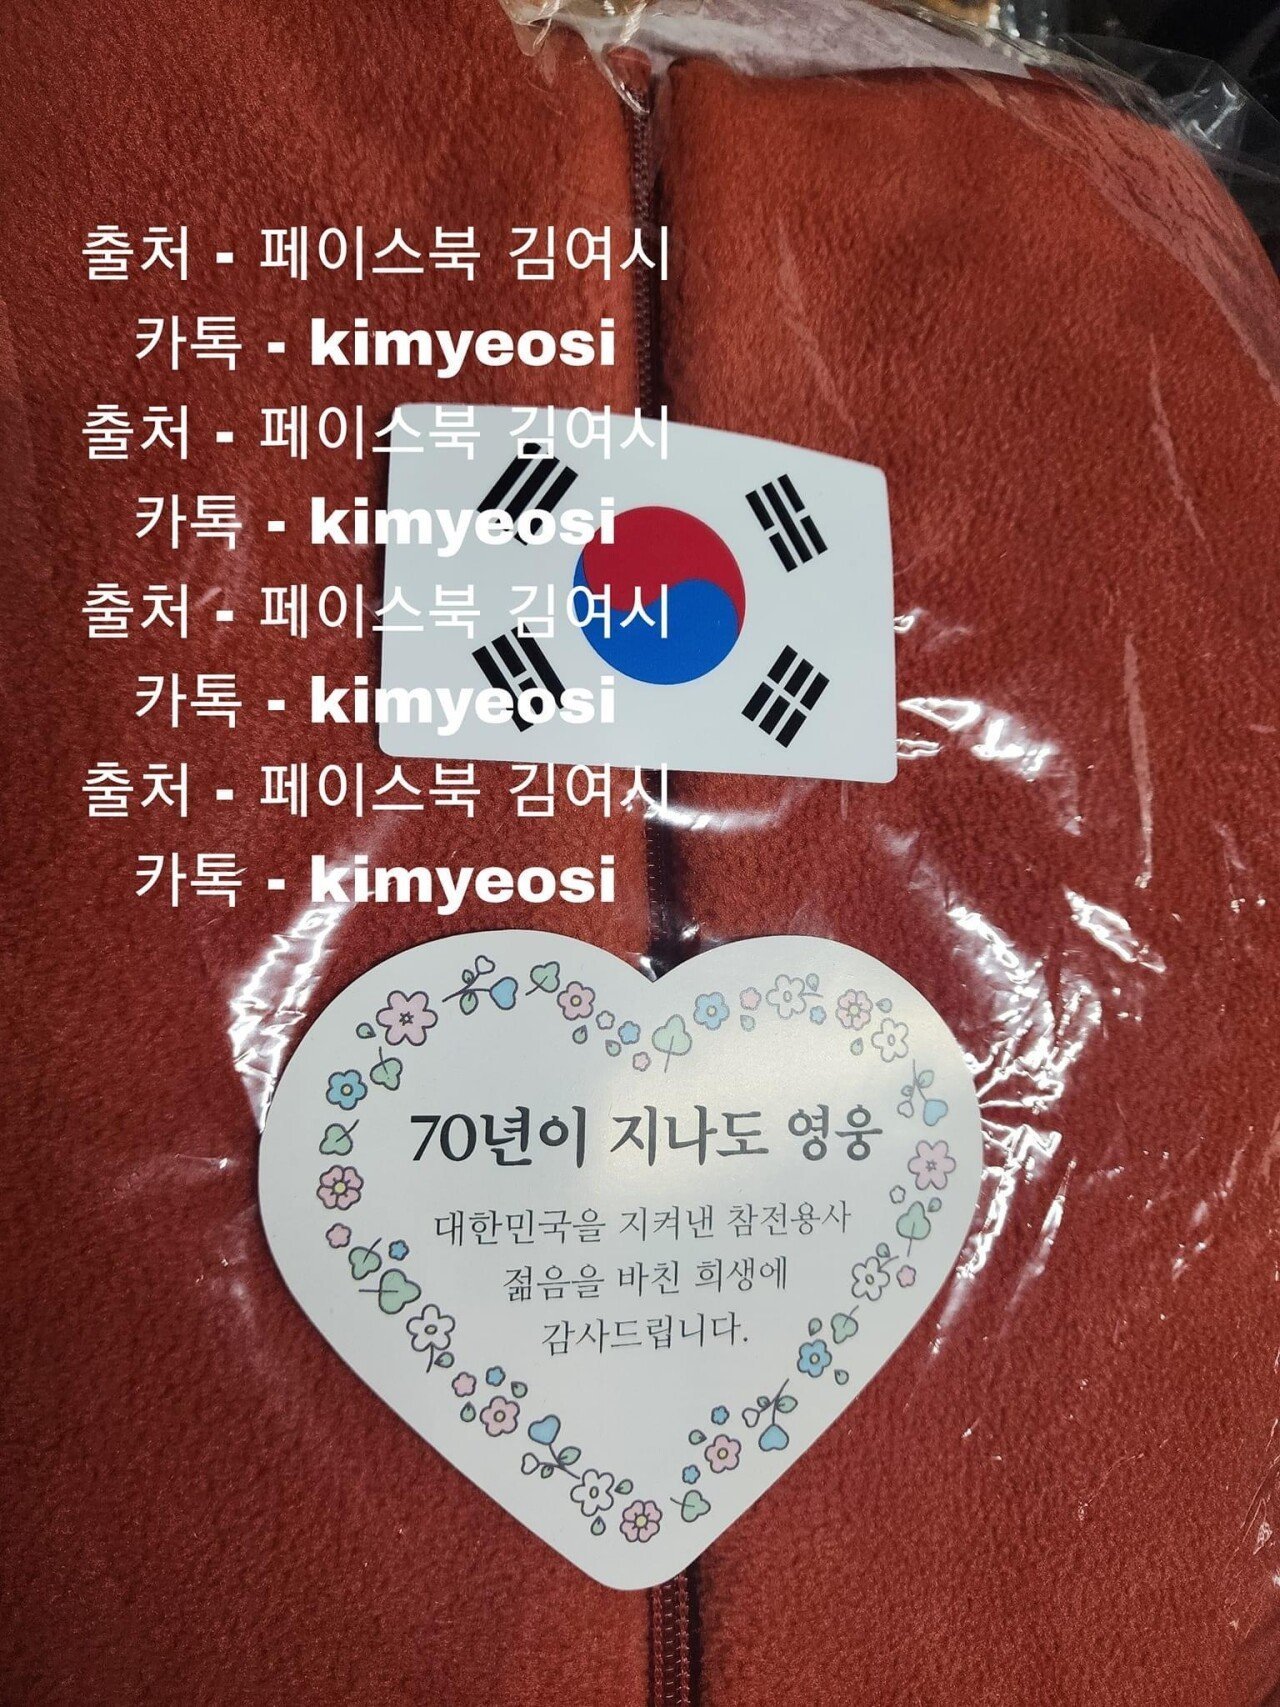 출처 - 페이스북 김여시
카톡 - kimyeosi
출처 - 페이스북 김여시
카톡 - kimyeosi
출처 - 페이스북 김여시
카톡 - kimyeosi
출처 - 페이스북 김여시
카톡 - kimyeosi
70년이 지나도 영웅
대한민국을 지켜낸 참전용사
젊음을 바친 희생에
감사드립니다.